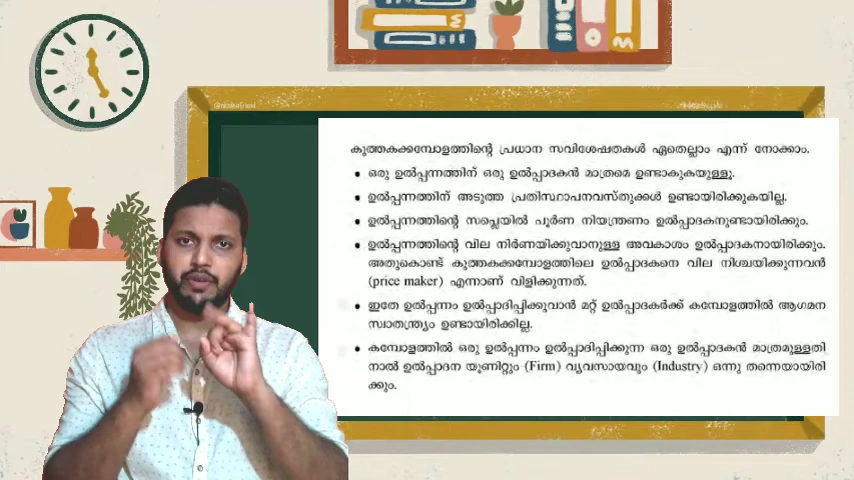 കുത്തകക്കമ്പോളത്തിന്റെ പ്രധാന സവിശേഷതകൾ ഏതെല്ലാം എന്ന് നോക്കാം.
• ഒരു ഉൽപ്പന്നത്തിന് ഒരു ഉൽപ്പാദകൻ മാത്രമെ ഉണ്ടാകുകയുള്ളൂ.
• ഉൽപ്പന്നത്തിന് അടുത്ത പ്രതിസ്ഥാപനവസ്തുക്കൾ ഉണ്ടായിരിക്കുകയില്ല.
• ഉൽപ്പന്നത്തിന്റെ സപ്ലെയിൽ പൂർണ നിയന്ത്രണം ഉൽപ്പാദകനുണ്ടായിരിക്കും.
• ഉൽപ്പന്നത്തിന്റെ വില നിർണയിക്കുവാനുള്ള അവകാശം ഉൽപ്പാദകനായിരിക്കും.
അതുകൊണ്ട് കുത്തകക്കമ്പോളത്തിലെ ഉൽപ്പാദകനെ വില നിശ്ചയിക്കുന്നവൻ
(price maker) എന്നാണ് വിളിക്കുന്നത്.
• ഇതേ ഉൽപ്പന്നം ഉൽപ്പാദിപ്പിക്കുവാൻ മറ്റ് ഉൽപ്പാദകർക്ക് കമ്പോളത്തിൽ ആഗമന
സ്വാതന്ത്ര്യം ഉണ്ടായിരിക്കില്ല.
• കമ്പോളത്തിൽ ഒരു ഉൽപ്പന്നം ഉൽപ്പാദിപ്പിക്കുന്ന ഒരു ഉൽപ്പാദകൻ മാത്രമുള്ളതി
നാൽ ഉൽപ്പാദന യൂണിറ്റും (Firm) വ്യവസായവും (Industry) ഒന്നു തന്നെയായിരി
ക്കും.